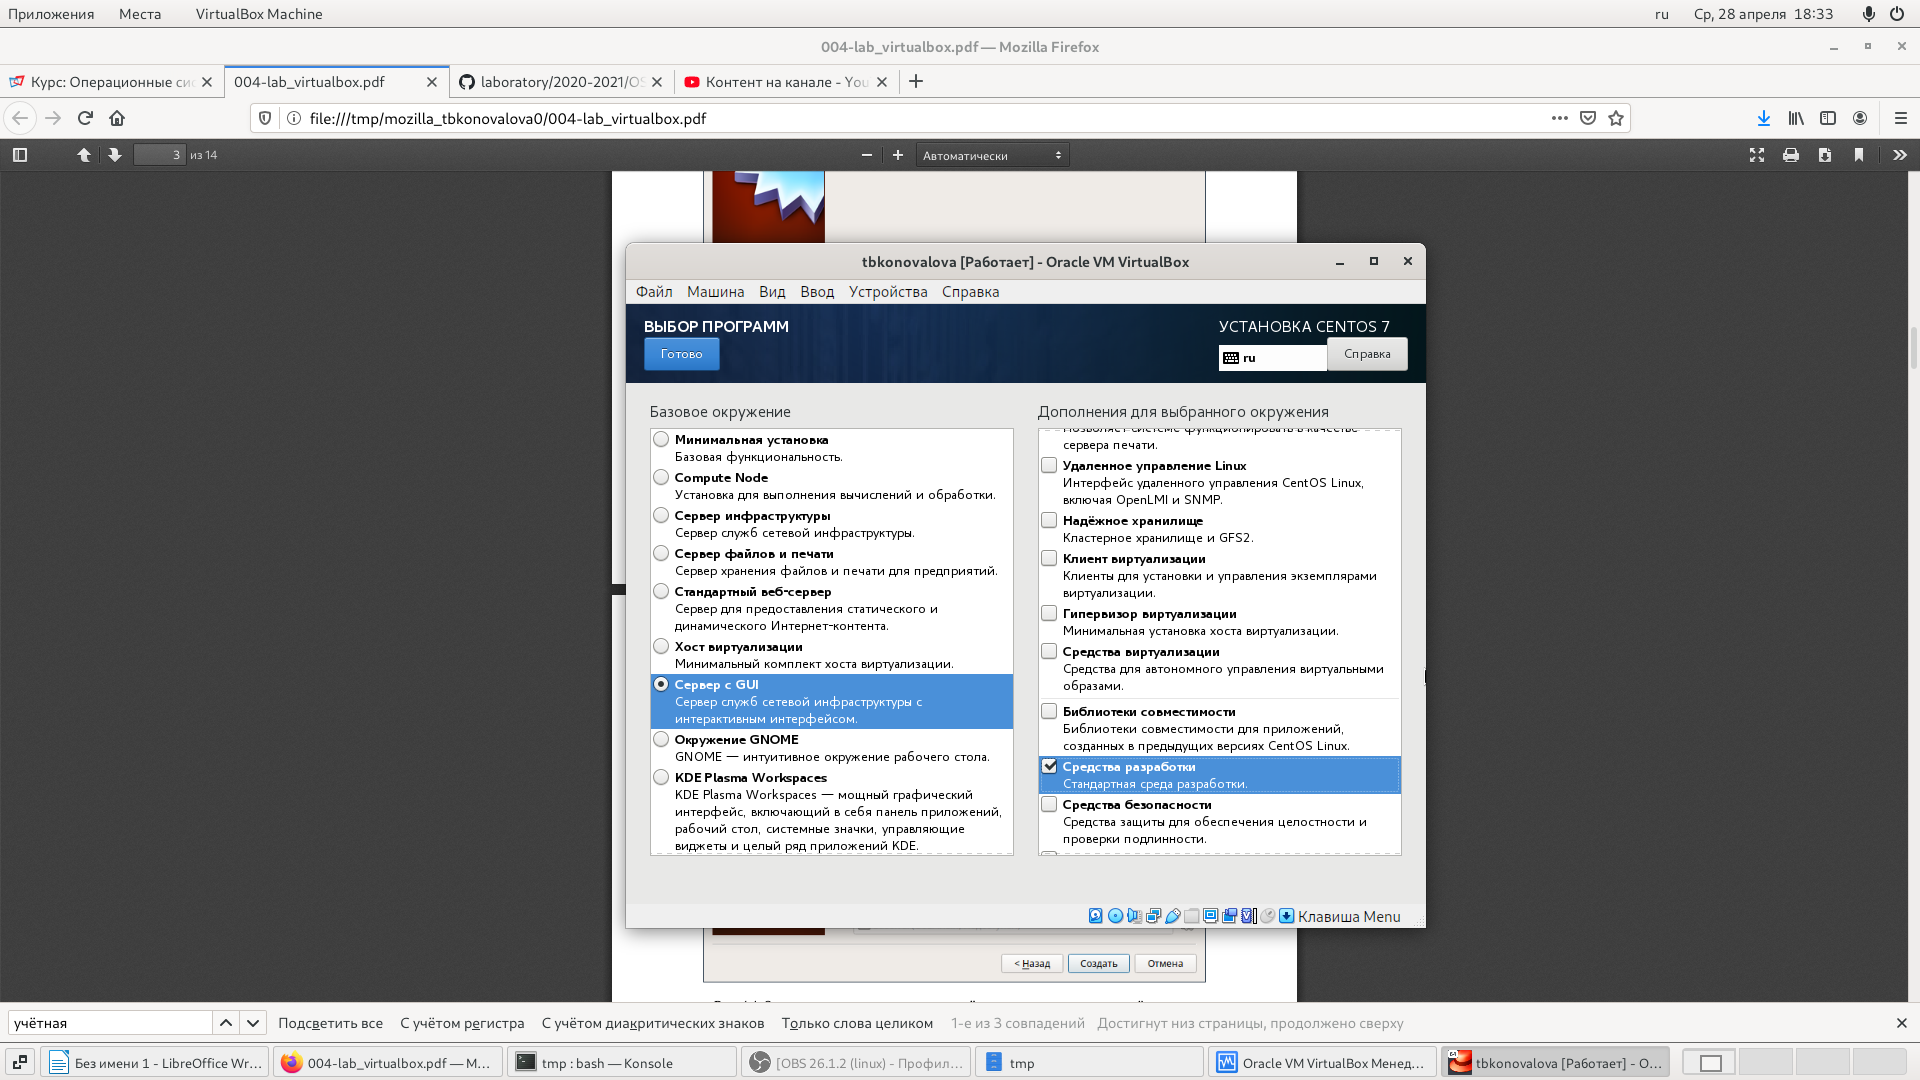 Приложения Места VirtualBox Machine ru Ср, 28 апреля 18:33
004-lab_virtualbox.pdf — Mozilla Firefox
Курс: Операционные си 004-lab_virtualbox.pdf laboratory/2020-2021/OS Контент на канале - You
file:///tmp/mozilla_tbkonovalova0/004-lab_virtualbox.pdf
3 из 14 Автоматически
tbkonovalova [Работает] - Oracle VM VirtualBox
Файл Машина Вид Ввод Устройства Справка
ВЫБОР ПРОГРАММ УСТАНОВКА CENTOS 7
Готово ru Справка
Базовое окружение
Минимальная установка
Базовая функциональность.
Compute Node
Установка для выполнения вычислений и обработки.
Сервер инфраструктуры
Сервер служб сетевой инфраструктуры.
Сервер файлов и печати
Сервер хранения файлов и печати для предприятий.
Стандартный веб-сервер
Сервер для предоставления статического и
динамического Интернет-контента.
Хост виртуализации
Минимальный комплект хоста виртуализации.
Сервер с GUI
Сервер служб сетевой инфраструктуры с
интерактивным интерфейсом.
Окружение GNOME
GNOME — интуитивное окружение рабочего стола.
KDE Plasma Workspaces
KDE Plasma Workspaces — мощный графический
интерфейс, включающий в себя панель приложений,
рабочий стол, системные значки, управляющие
виджеты и целый ряд приложений KDE.
Дополнения для выбранного окружения
Позволяет системе функционировать в качестве
сервера печати.
Удаленное управление Linux
Интерфейс удаленного управления CentOS Linux,
включая OpenLMI и SNMP.
Надёжное хранилище
Кластерное хранилище и GFS2.
Клиент виртуализации
Клиенты для установки и управления экземплярами
виртуализации.
Гипервизор виртуализации
Минимальная установка хоста виртуализации.
Средства виртуализации
Средства для автономного управления виртуальными
образами.
Библиотеки совместимости
Библиотеки совместимости для приложений,
созданных в предыдущих версиях CentOS Linux.
Средства разработки
Стандартная среда разработки.
Средства безопасности
Средства защиты для обеспечения целостности и
проверки подлинности.
Клавиша Menu
< Назад Создать Отмена
учётная Подсветить все С учётом регистра С учётом диакритических знаков Только слова целиком 1-е из 3 совпадений Достигнут низ страницы, продолжено сверху
Без имени 1 - LibreOffice Wr... 004-lab_virtualbox.pdf — M... tmp : bash — Konsole [OBS 26.1.2 (linux) - Профил... tmp Oracle VM VirtualBox Менед... tbkonovalova [Работает] - O...